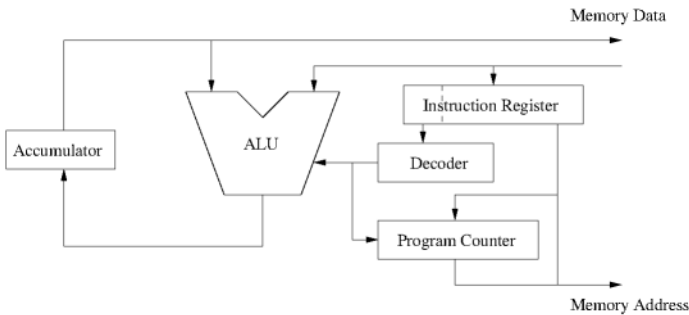 Memory Data
Instruction Register
ALU
Accumulator
Decoder
Program Counter
Memory Address